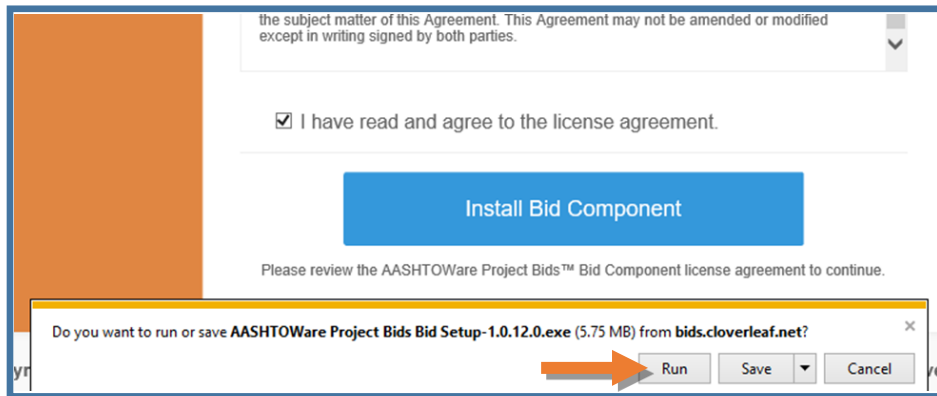 the subject matter of this Agreement. This Agreement may not be amended or modified
except in writing signed by both parties.
I have read and agree to the license agreement.
Install Bid Component
Please review the AASHTOWare Project Bids™ Bid Component license agreement to continue.
Do you want to run or save AASHTOWare Project Bids Bid Setup-1.0.12.0.exe (5.75 MB) from bids.cloverleaf.net?
Run Save Cancel